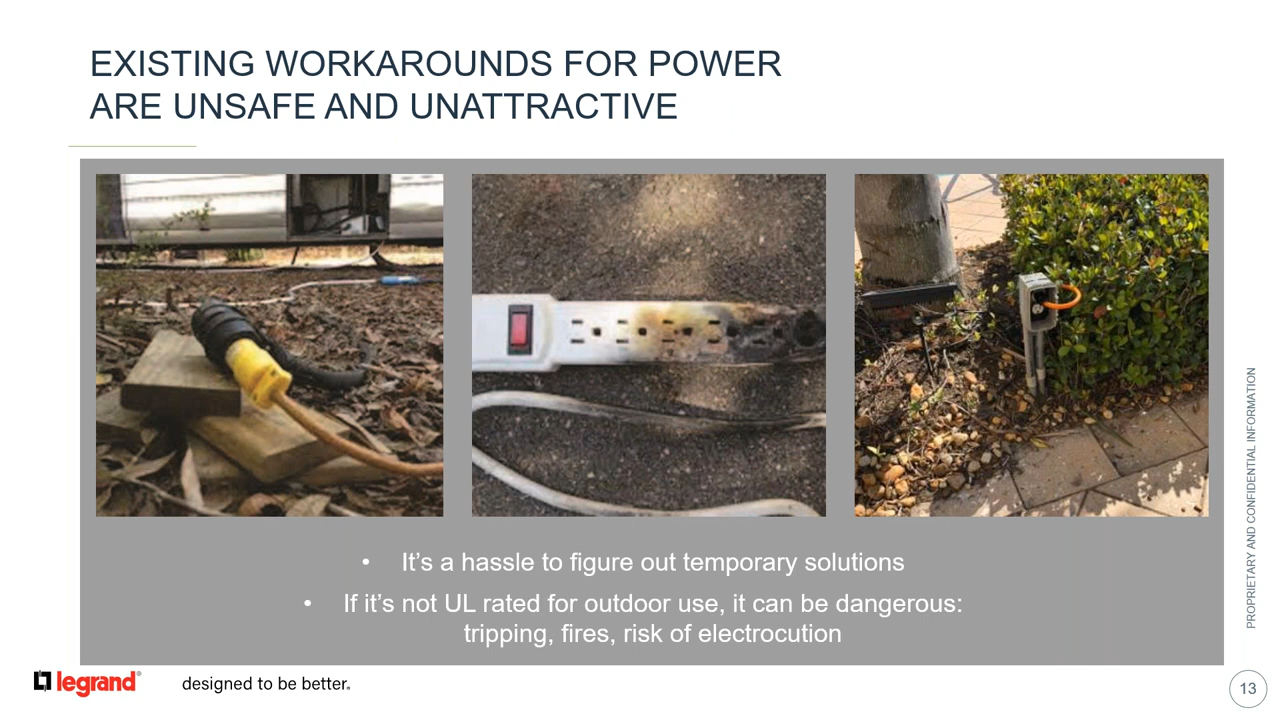 EXISTING WORKAROUNDS FOR POWER
ARE UNSAFE AND UNATTRACTIVE
• It’s a hassle to figure out temporary solutions
• If it’s not UL rated for outdoor use, it can be dangerous:
tripping, fires, risk of electrocution
PROPRIETARY AND CONFIDENTIAL INFORMATION
legrand®
designed to be better.®
13